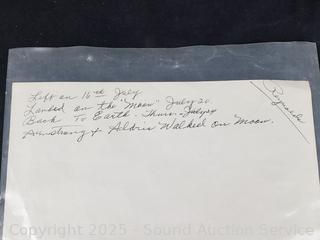 Left on 16th July
Landed on the "Moon" July 20
Back To Earth. Thurs. July 24
Armstrong + Aldrin Walked on Moon.
Reynolds
Copyright 2025 - Sound Auction Service